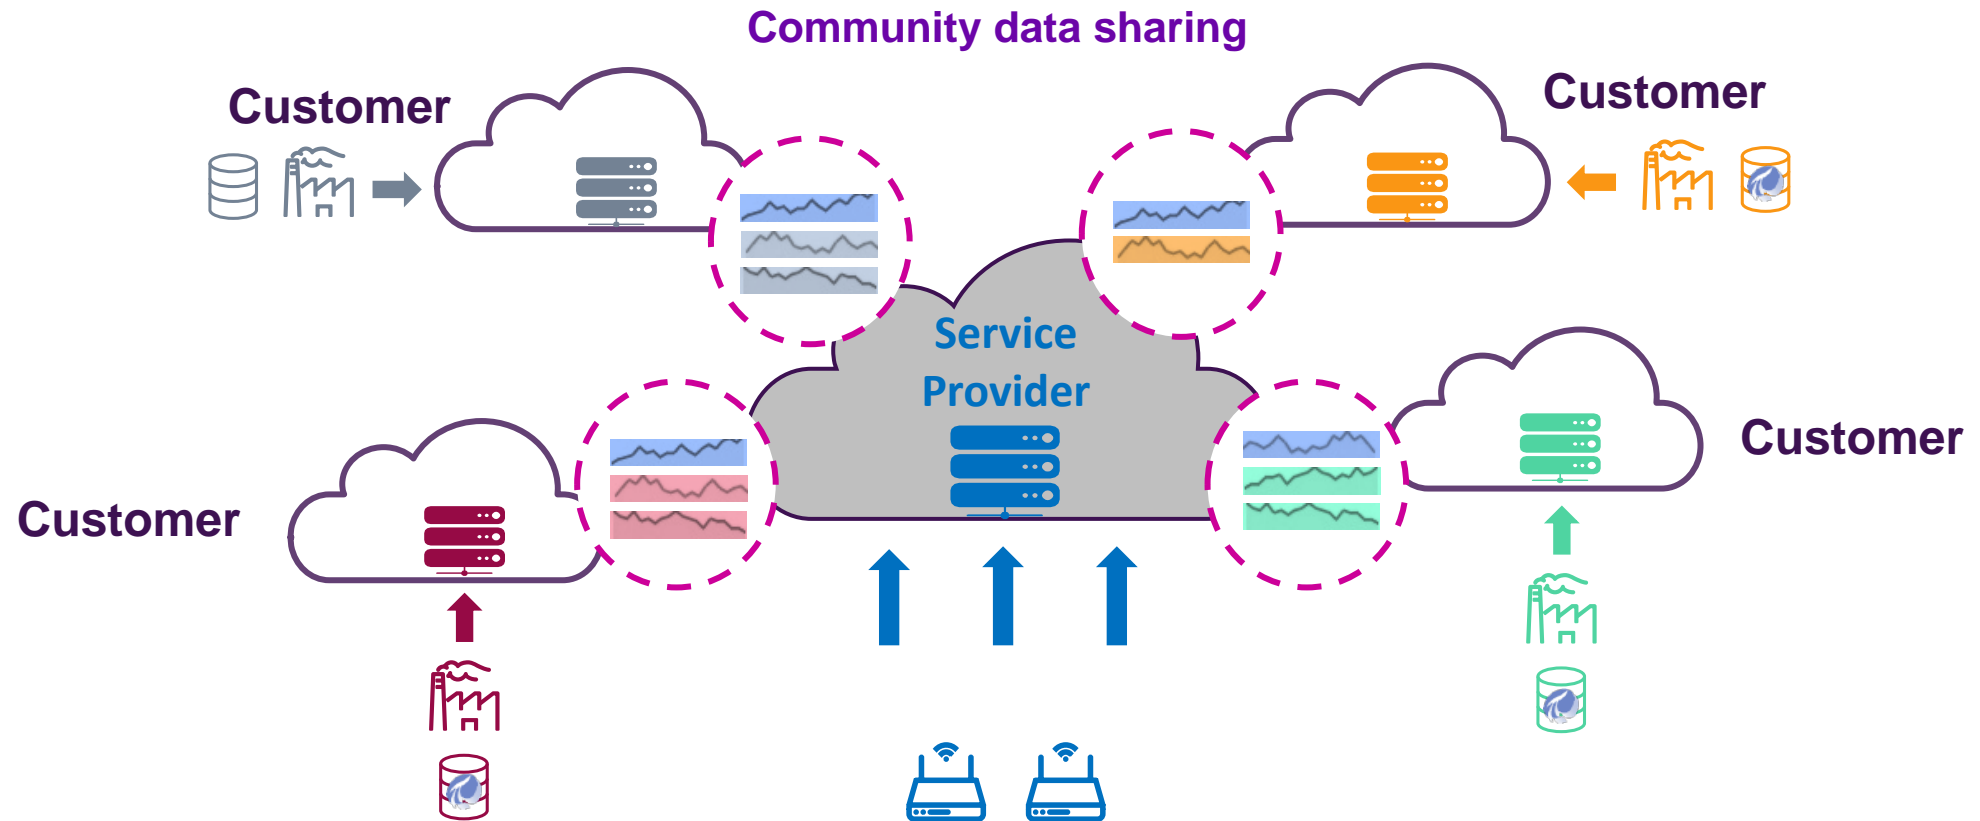 Community data sharing
Customer
Customer
Service
Provider
Customer
Customer